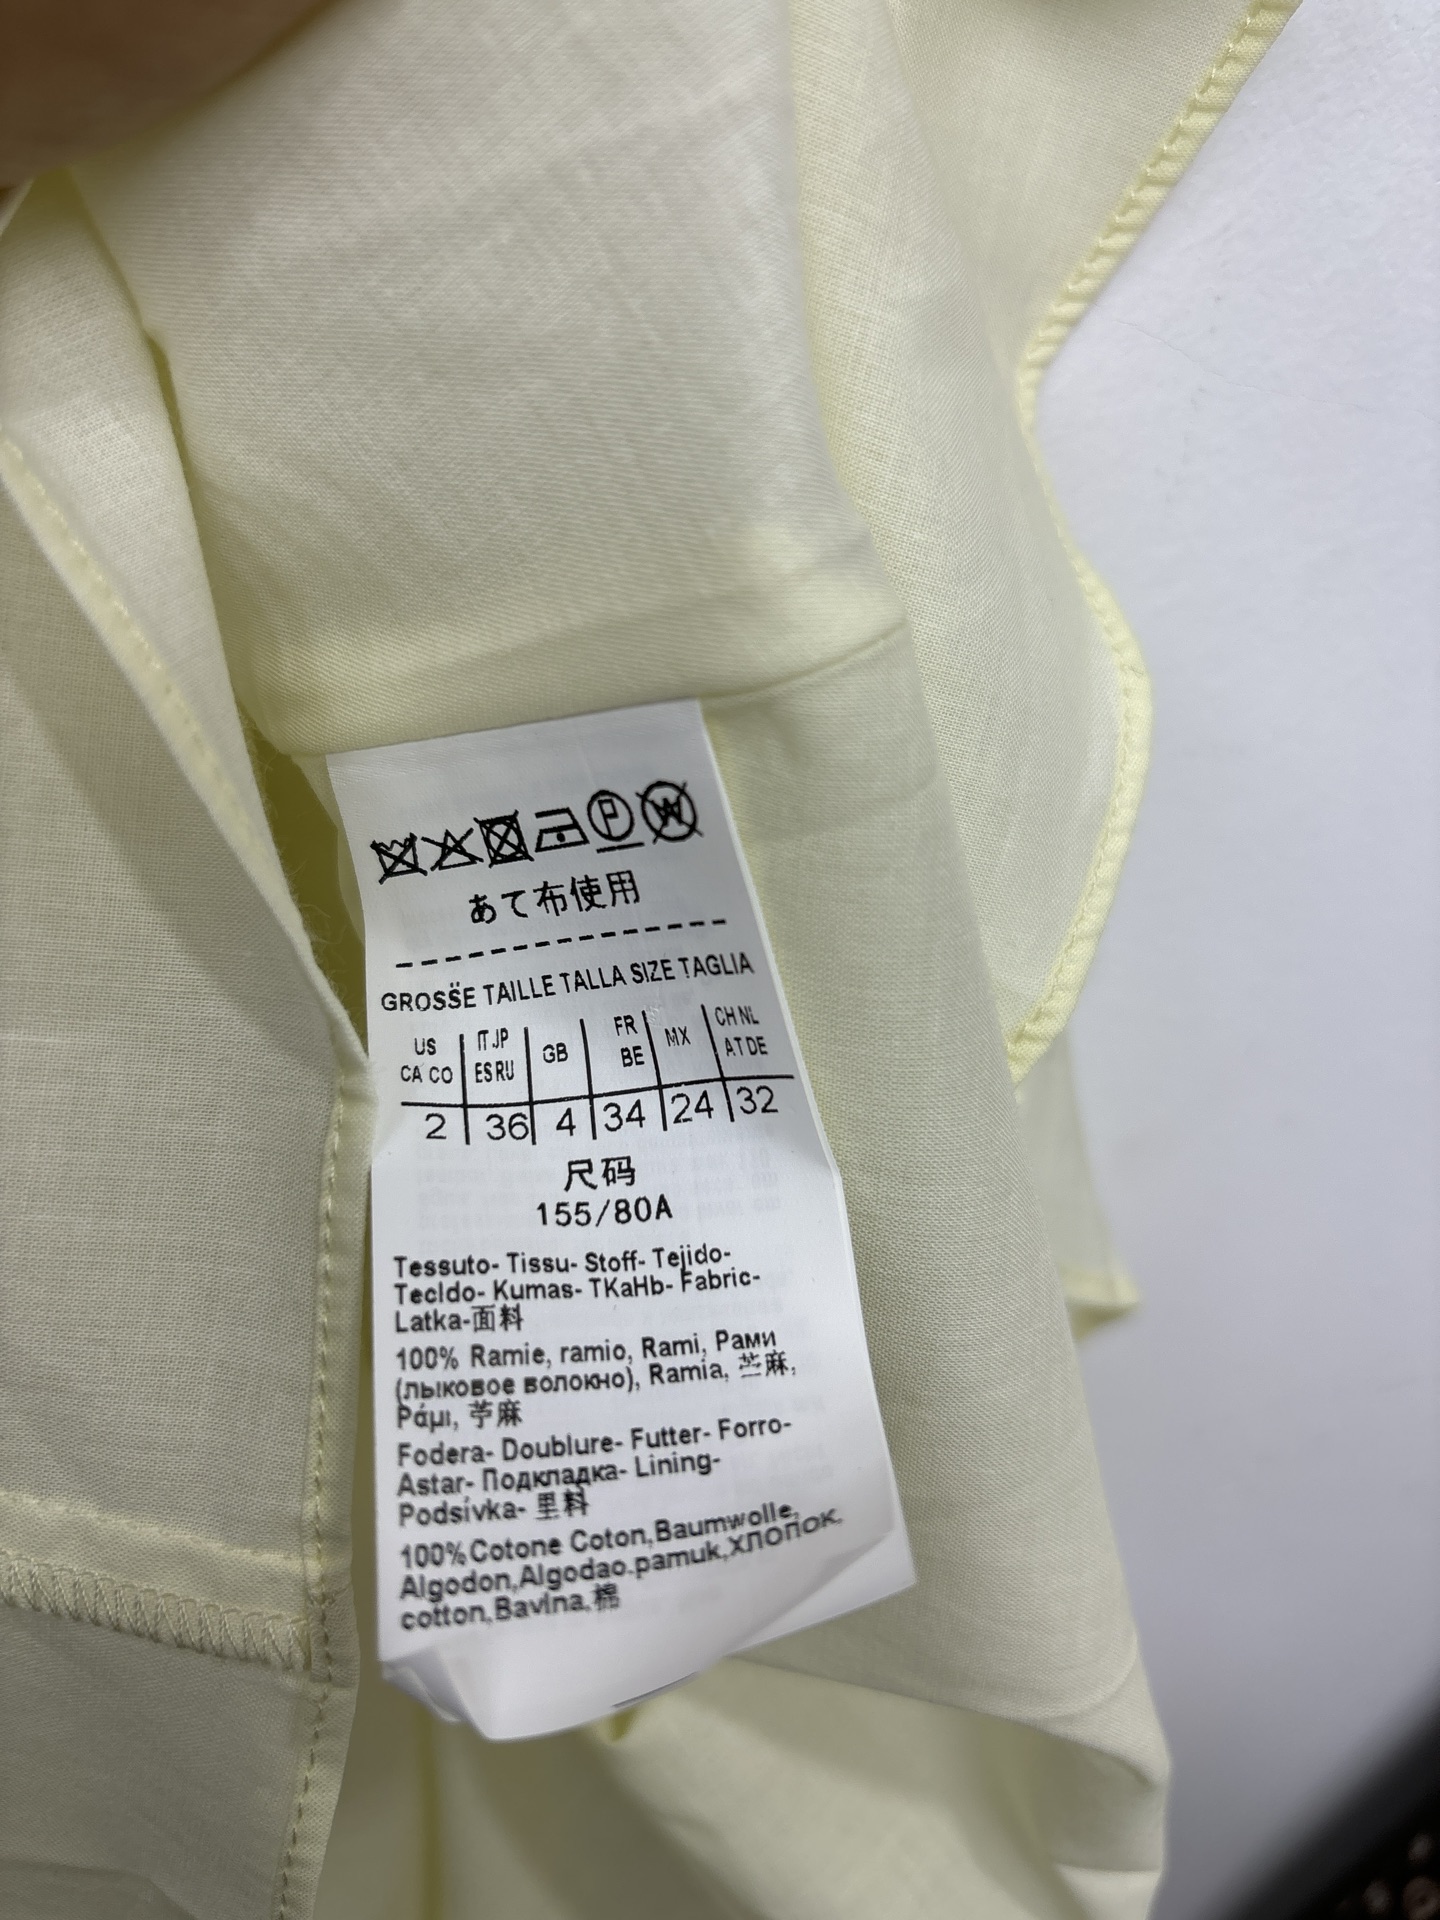 あて布使用
GROSSË TAILLE TALLA SIZE TAGLIA
US CA CO | IT JP ES RU | GB | FR BE | MX | CH NL AT DE
2 | 36 | 4 | 34 | 24 | 32
尺码
155/80A
Tessuto- Tissu- Stoff- Tejido-
Tecldo- Kumas- TKaHb- Fabric-
Latka-面料
100% Ramie, ramio, Rami, Рами
(лыковое волокно), Ramia, 苎麻,
Ράμι, 苧麻
Fodera- Doublure- Futter- Forro-
Astar- Подкладка- Lining-
Podsívka- 里料
100%Cotone Coton,Baumwolle,
Algodon,Algodao.pamuk,хлопок.
cotton,Bavlna,棉